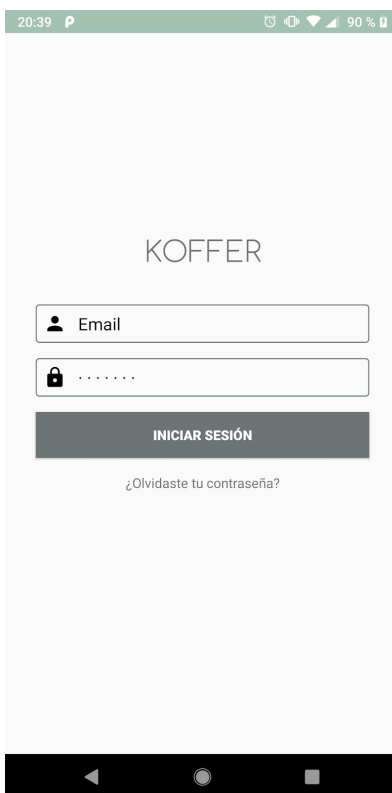 20:39 90 %
KOFFER
Email
.......
INICIAR SESIÓN
¿Olvidaste tu contraseña?